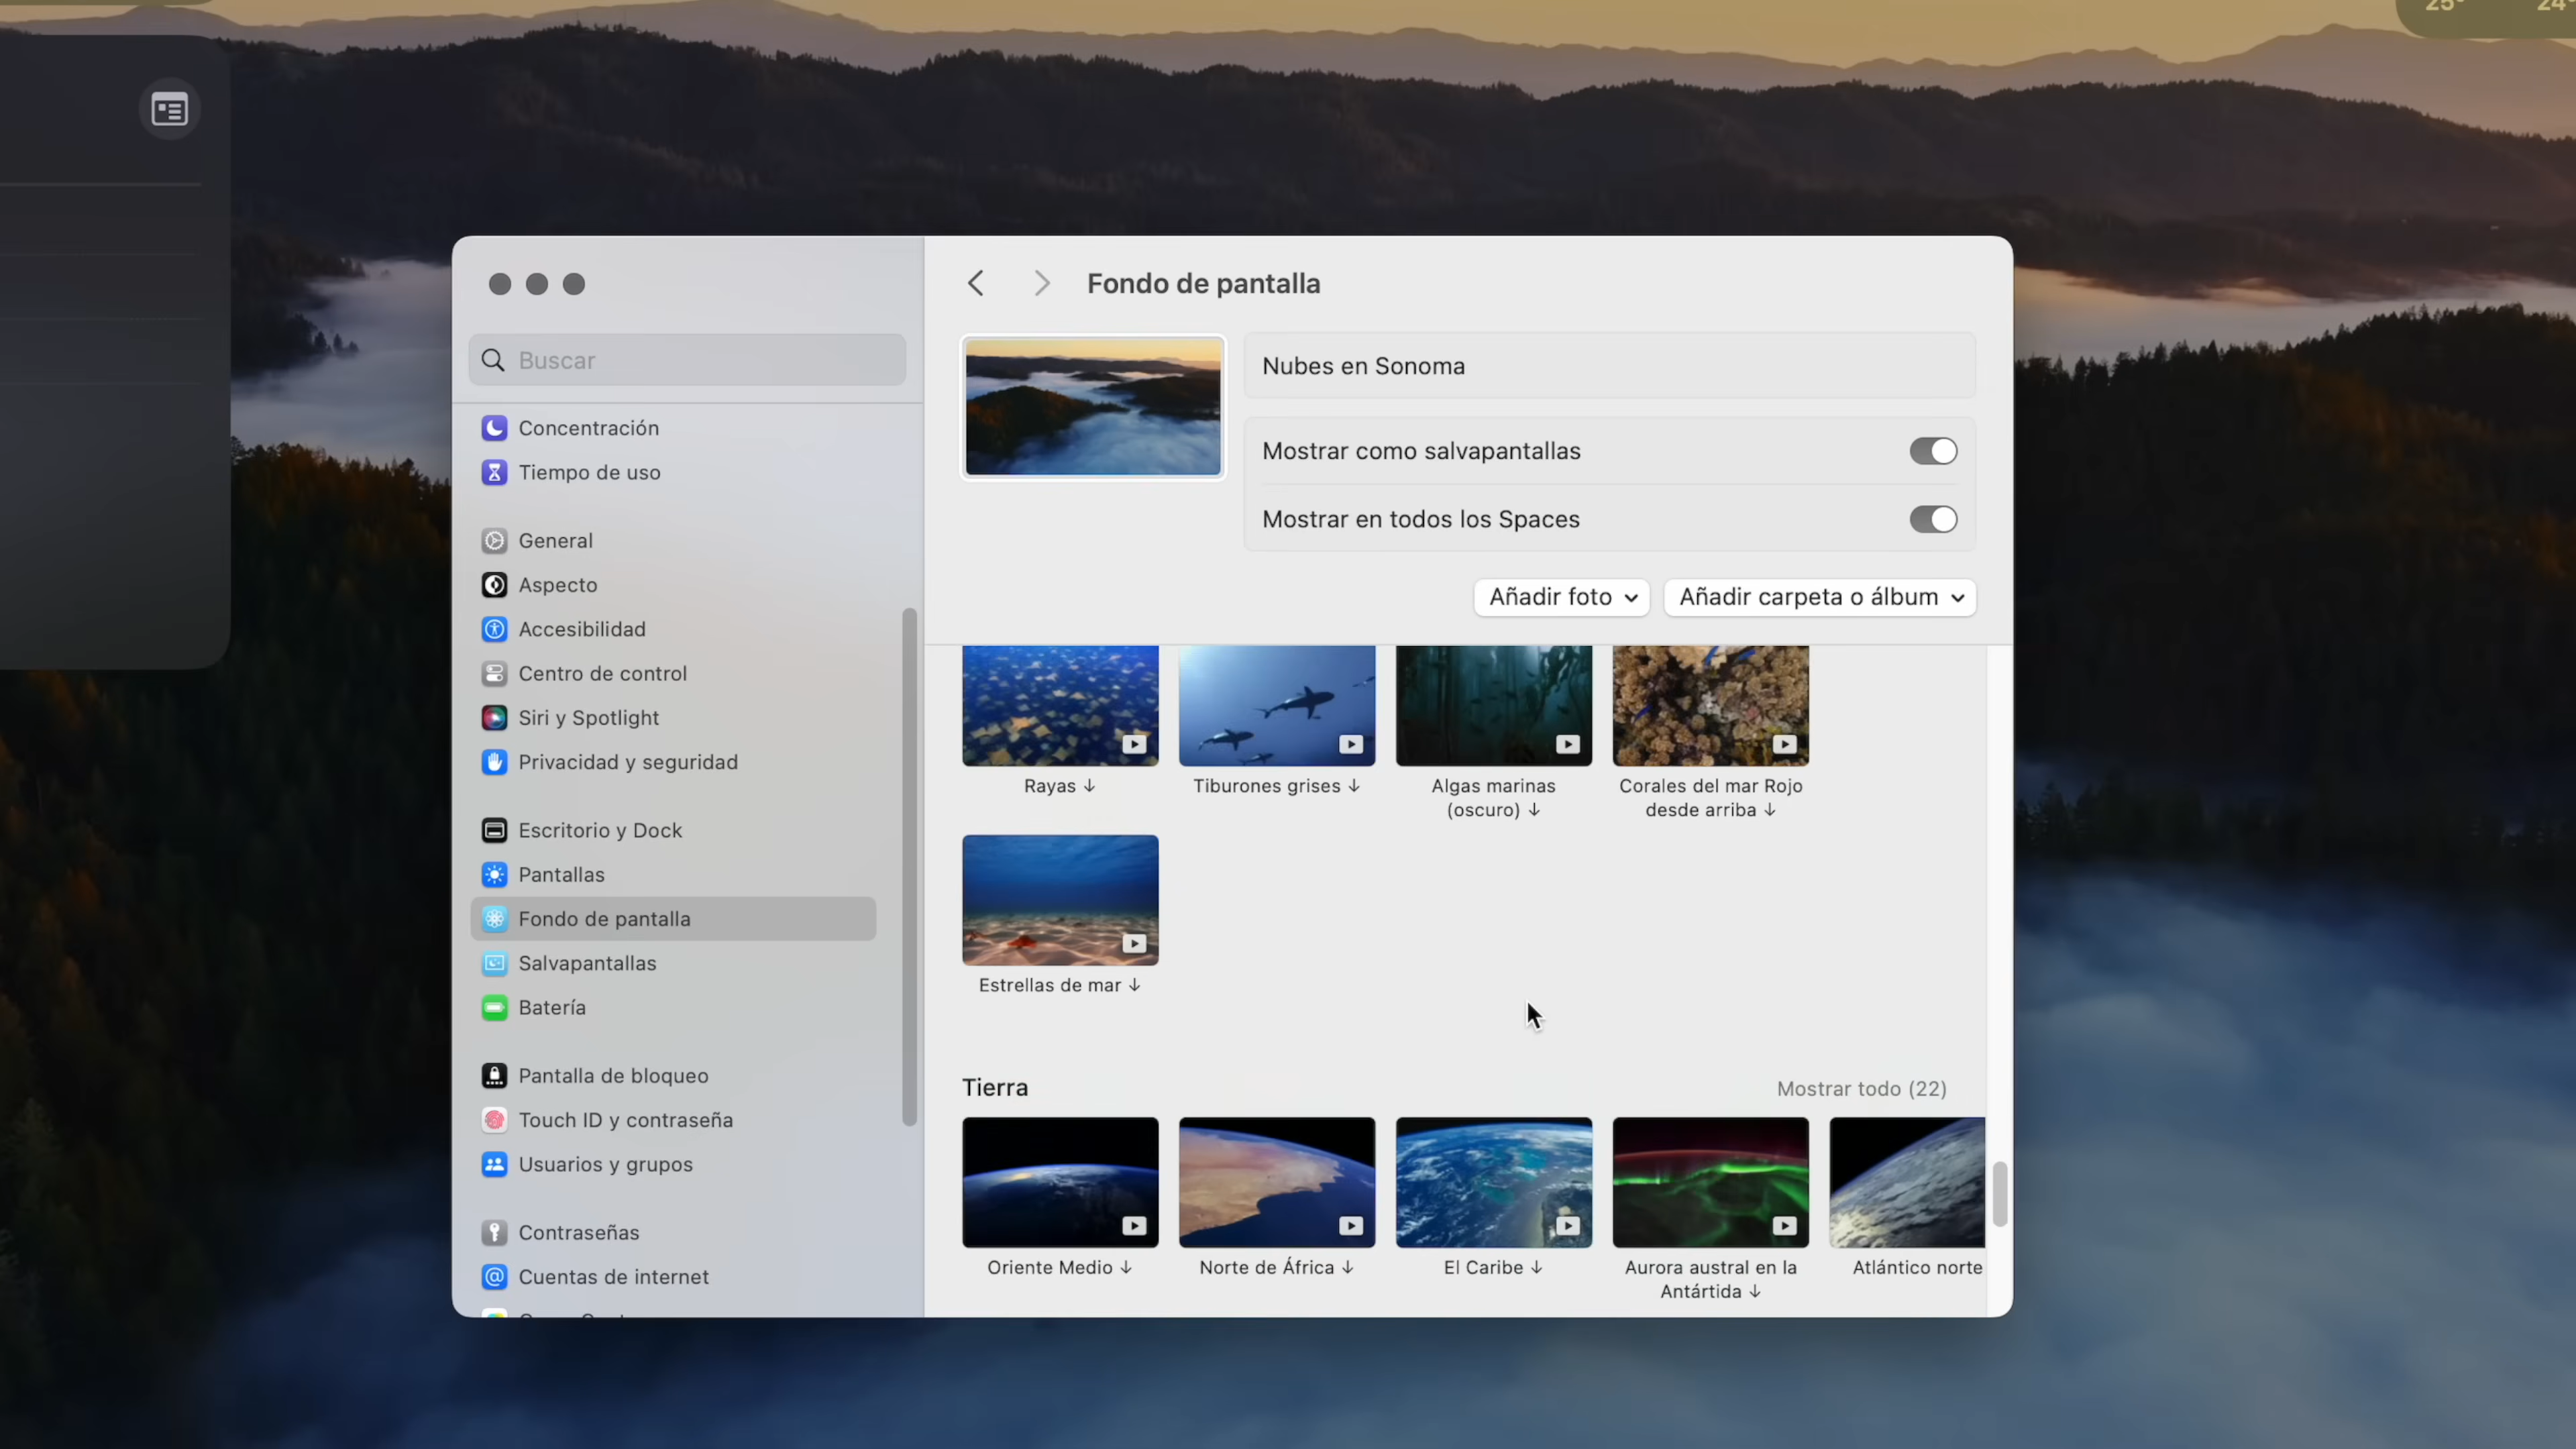 25°
24°
Fondo de pantalla
Buscar
Nubes en Sonoma
Mostrar como salvapantallas
Mostrar en todos los Spaces
Añadir foto
Añadir carpeta o álbum
Concentración
Tiempo de uso
General
Aspecto
Accesibilidad
Centro de control
Siri y Spotlight
Privacidad y seguridad
Escritorio y Dock
Pantallas
Fondo de pantalla
Salvapantallas
Batería
Pantalla de bloqueo
Touch ID y contraseña
Usuarios y grupos
Contraseñas
Cuentas de internet
Rayas ↓
Tiburones grises ↓
Algas marinas
(oscuro) ↓
Corales del mar Rojo
desde arriba ↓
Estrellas de mar ↓
Tierra
Mostrar todo (22)
Oriente Medio ↓
Norte de África ↓
El Caribe ↓
Aurora austral en la
Antártida ↓
Atlántico norte